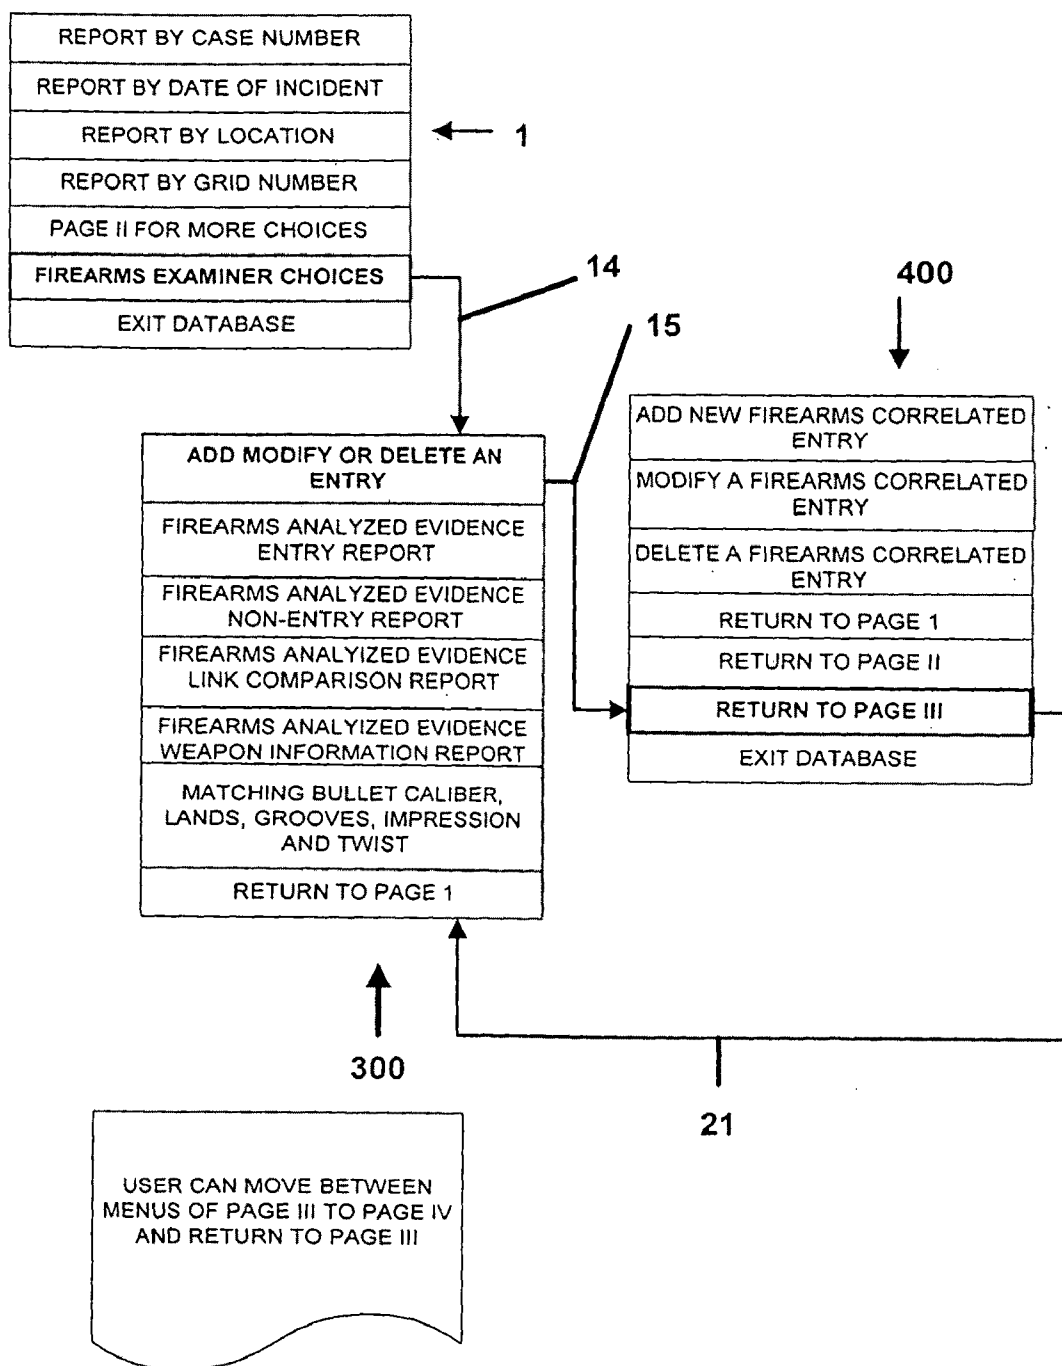 REPORT BY CASE NUMBER
REPORT BY DATE OF INCIDENT
REPORT BY LOCATION
1
REPORT BY GRID NUMBER
PAGE II FOR MORE CHOICES
FIREARMS EXAMINER CHOICES
EXIT DATABASE
14
15
400
ADD MODIFY OR DELETE AN
ENTRY
FIREARMS ANALYZED EVIDENCE
ENTRY REPORT
FIREARMS ANALYZED EVIDENCE
NON-ENTRY REPORT
FIREARMS ANALYIZED EVIDENCE
LINK COMPARISON REPORT
FIREARMS ANALYIZED EVIDENCE
WEAPON INFORMATION REPORT
MATCHING BULLET CALIBER,
LANDS, GROOVES, IMPRESSION
AND TWIST
RETURN TO PAGE 1
ADD NEW FIREARMS CORRELATED
ENTRY
MODIFY A FIREARMS CORRELATED
ENTRY
DELETE A FIREARMS CORRELATED
ENTRY
RETURN TO PAGE 1
RETURN TO PAGE II
RETURN TO PAGE III
EXIT DATABASE
300
21
USER CAN MOVE BETWEEN
MENUS OF PAGE III TO PAGE IV
AND RETURN TO PAGE III